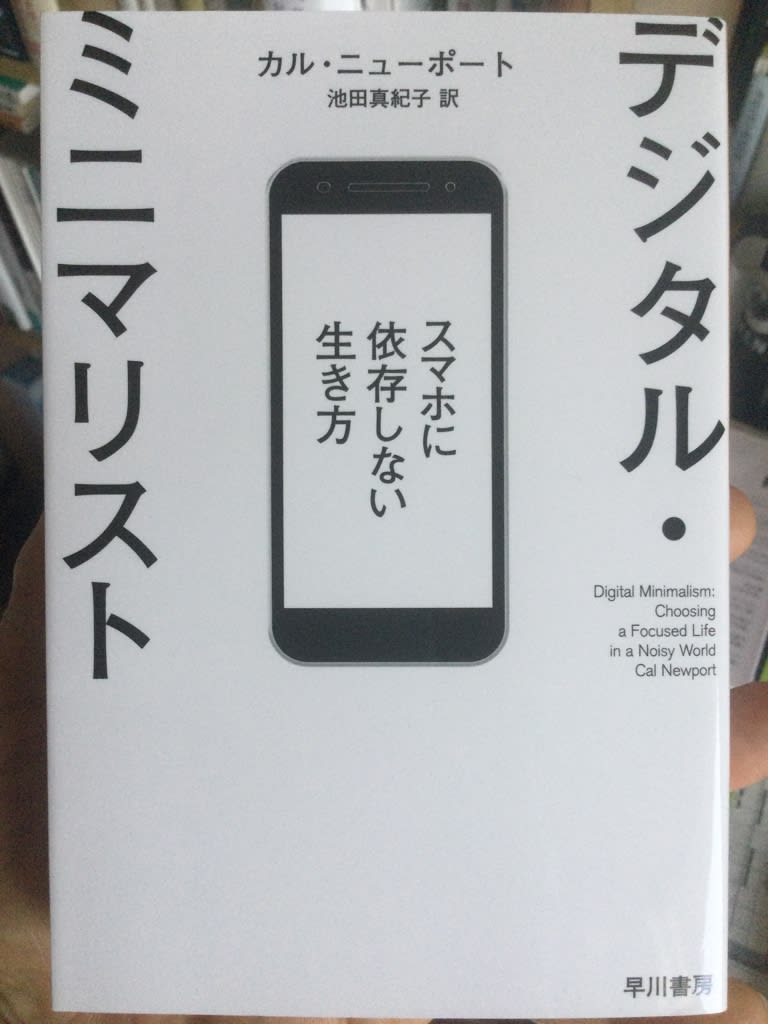 デジタル・
ミニマリスト
カル・ニューポート
池田真紀子 訳
スマホに
依存しない
生き方
Digital Minimalism:
Choosing
a Focused Life
in a Noisy World
Cal Newport
早川書房